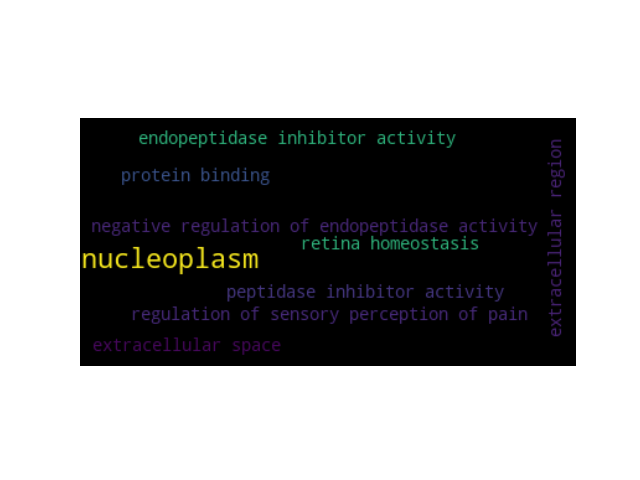 endopeptidase inhibitor activity
protein binding
extracellular region
negative regulation of endopeptidase activity
retina homeostasis
nucleoplasm
peptidase inhibitor activity
regulation of sensory perception of pain
extracellular space